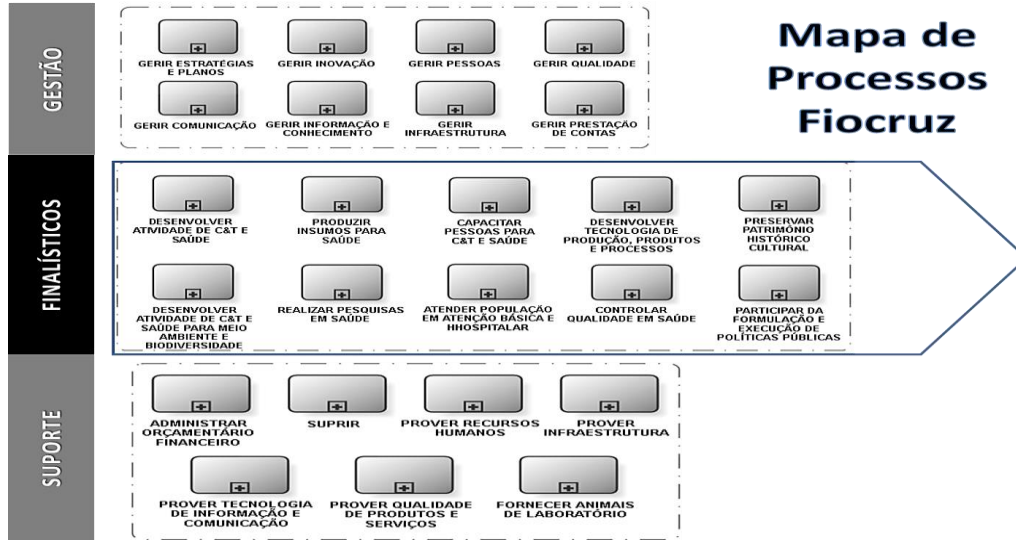 GESTÃO
GERIR ESTRATÉGIAS
E PLANOS
GERIR INOVAÇÃO
GERIR PESSOAS
GERIR QUALIDADE
GERIR COMUNICAÇÃO
GERIR INFORMAÇÃO E
CONHECIMENTO
GERIR
INFRAESTRUTURA
GERIR PRESTAÇÃO
DE CONTAS
Mapa de
Processos
Fiocruz
FINALÍSTICOS
DESENVOLVER
ATIVIDADE DE C&T E
SAÚDE
PRODUZIR
INSUMOS PARA
SAÚDE
CAPACITAR
PESSOAS PARA
C&T E SAÚDE
DESENVOLVER
TECNOLOGIA DE
PRODUÇÃO, PRODUTOS
E PROCESSOS
PRESERVAR
PATRIMÔNIO
HISTÓRICO
CULTURAL
DESENVOLVER
ATIVIDADE DE C&T E
SAÚDE PARA MEIO
AMBIENTE E
BIODIVERSIDADE
REALIZAR PESQUISAS
EM SAÚDE
ATENDER POPULAÇÃO
EM ATENÇÃO BÁSICA E
HHOSPITALAR
CONTROLAR
QUALIDADE EM SAÚDE
PARTICIPAR DA
FORMULAÇÃO E
EXECUÇÃO DE
POLÍTICAS PÚBLICAS
SUPORTE
ADMINISTRAR
ORÇAMENTÁRIO
FINANCEIRO
SUPRIR
PROVER RECURSOS
HUMANOS
PROVER
INFRAESTRUTURA
PROVER TECNOLOGIA
DE INFORMAÇÃO E
COMUNICAÇÃO
PROVER QUALIDADE
DE PRODUTOS E
SERVIÇOS
FORNECER ANIMAIS
DE LABORATÓRIO